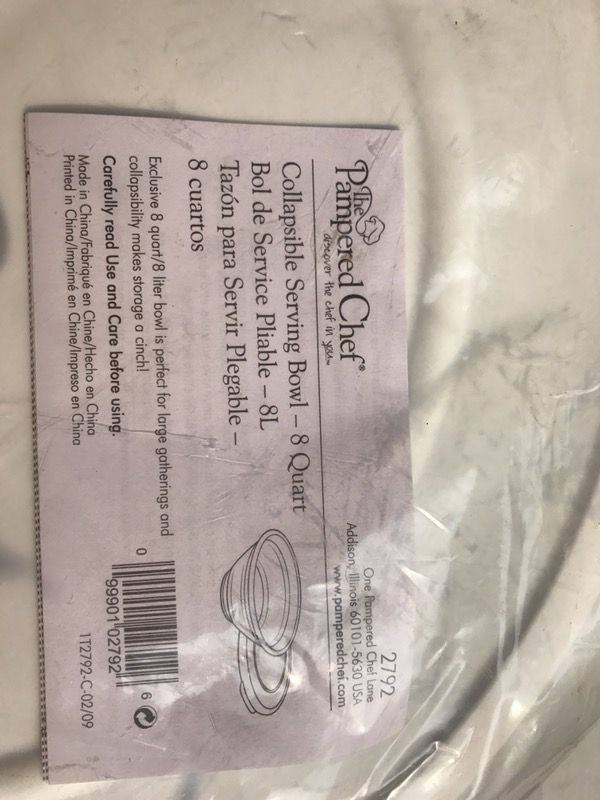 The
Pampered Chef®
discover the chef in you™
2792
One Pampered Chef Lane
Addison, Illinois 60101-5630 USA
www.pamperedchef.com
Collapsible Serving Bowl – 8 Quart
Bol de Service Pliable – 8L
Tazón para Servir Plegable –
8 cuartos
Exclusive 8 quart/8 liter bowl is perfect for large gatherings and
collapsibility makes storage a cinch!
Carefully read Use and Care before using.
Made in China/Fabriqué en Chine/Hecho en China
Printed in China/Imprimé en Chine/Impreso en China
0 99901 02792 6
1T2792-C-02/09